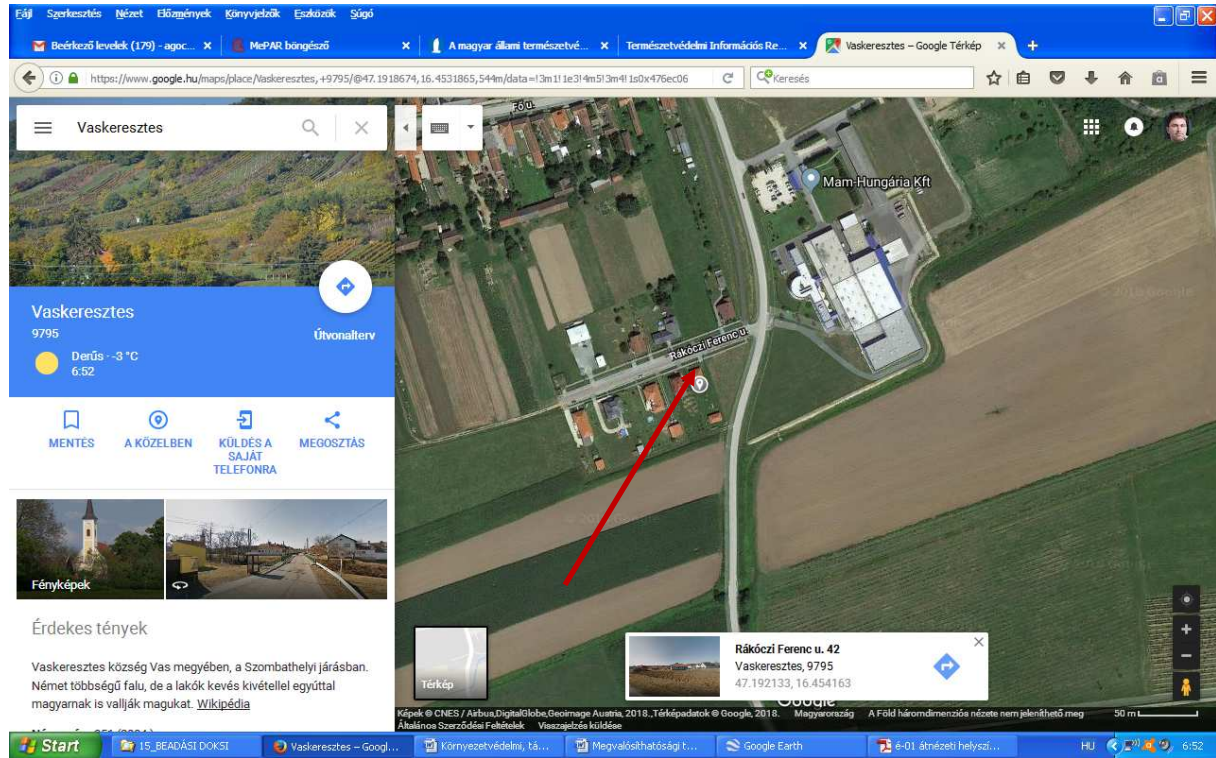 Fájl Szerkesztés Nézet Előzmények Könyvjelzők Eszközök Súgó
Beérkező levelek (179) – agoc... × MePAR böngésző × A magyar állami természetvé... × Természetvédelmi Információs Re... × Vaskeresztes – Google Térkép × +
https://www.google.hu/maps/place/Vaskeresztes,+9795/@47.1918674,16.4531865,544m/data=!3m1!1e3!4m5!3m4!1s0x476ec06 Keresés
Vaskeresztes
Fő u.
Mam-Hungária Kft
Rákóczi Ferenc u.
Vaskeresztes
9795
Útvonalterv
Derűs · -3 °C
6:52
MENTÉS
A KÖZELBEN
KÜLDÉS A
SAJÁT
TELEFONRA
MEGOSZTÁS
Fényképek
Érdekes tények
Vaskeresztes község Vas megyében, a Szombathelyi járásban.
Német többségű falu, de a lakók kevés kivétellel egyúttal
magyarnak is vallják magukat. Wikipédia
Térkép
Rákóczi Ferenc u. 42
Vaskeresztes, 9795
47.192133, 16.454163
Google
Képek © CNES / Airbus,DigitalGlobe,Geoimage Austria, 2018.,Térképadatok © Google, 2018. Magyarország A Föld háromdimenziós nézete nem jeleníthető meg 50 m
Általános Szerződési Feltételek Visszajelzés küldése
Start 15_BEADÁSI DOKSI Vaskeresztes – Googl... Környezetvédelmi, tá... Megvalósíthatósági t... Google Earth é-01 átnézeti helyszí... HU 6:52